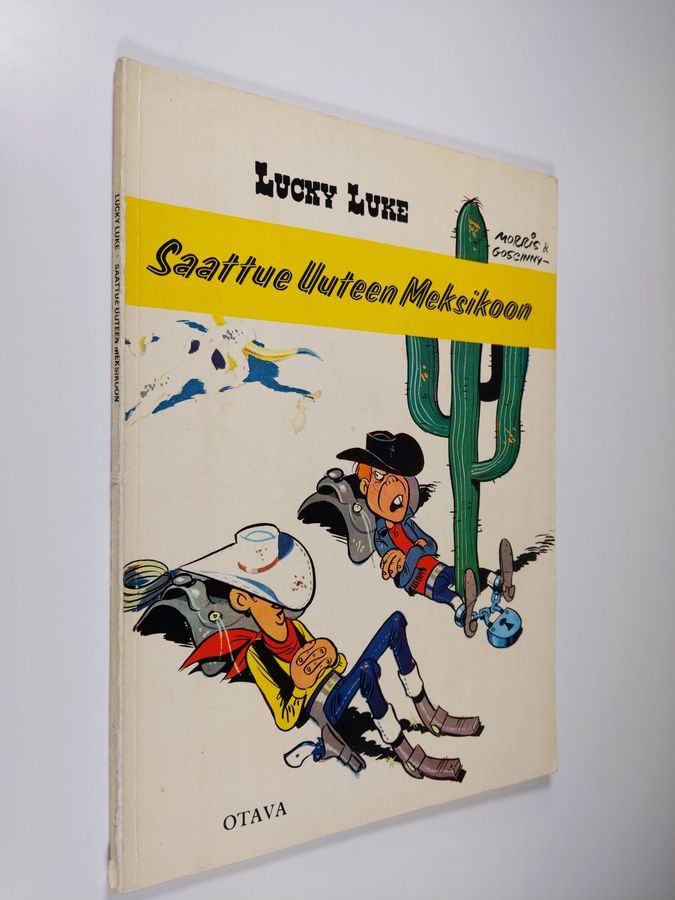 LUCKY LUKE
MORRIS &
GOSCINNY
Saattue Uuteen Meksikoon
LUCKY LUKE · SAATTUE UUTEEN MEKSIKOON
OTAVA